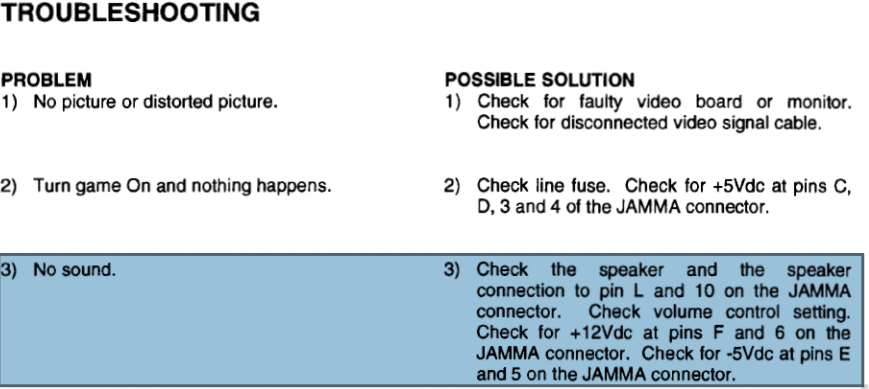 TROUBLESHOOTING
PROBLEM
1) No picture or distorted picture.
POSSIBLE SOLUTION
1) Check for faulty video board or monitor.
Check for disconnected video signal cable.
2) Turn game On and nothing happens.
2) Check line fuse. Check for +5Vdc at pins C,
D, 3 and 4 of the JAMMA connector.
3) No sound.
3) Check the speaker and the speaker
connection to pin L and 10 on the JAMMA
connector. Check volume control setting.
Check for +12Vdc at pins F and 6 on the
JAMMA connector. Check for -5Vdc at pins E
and 5 on the JAMMA connector.